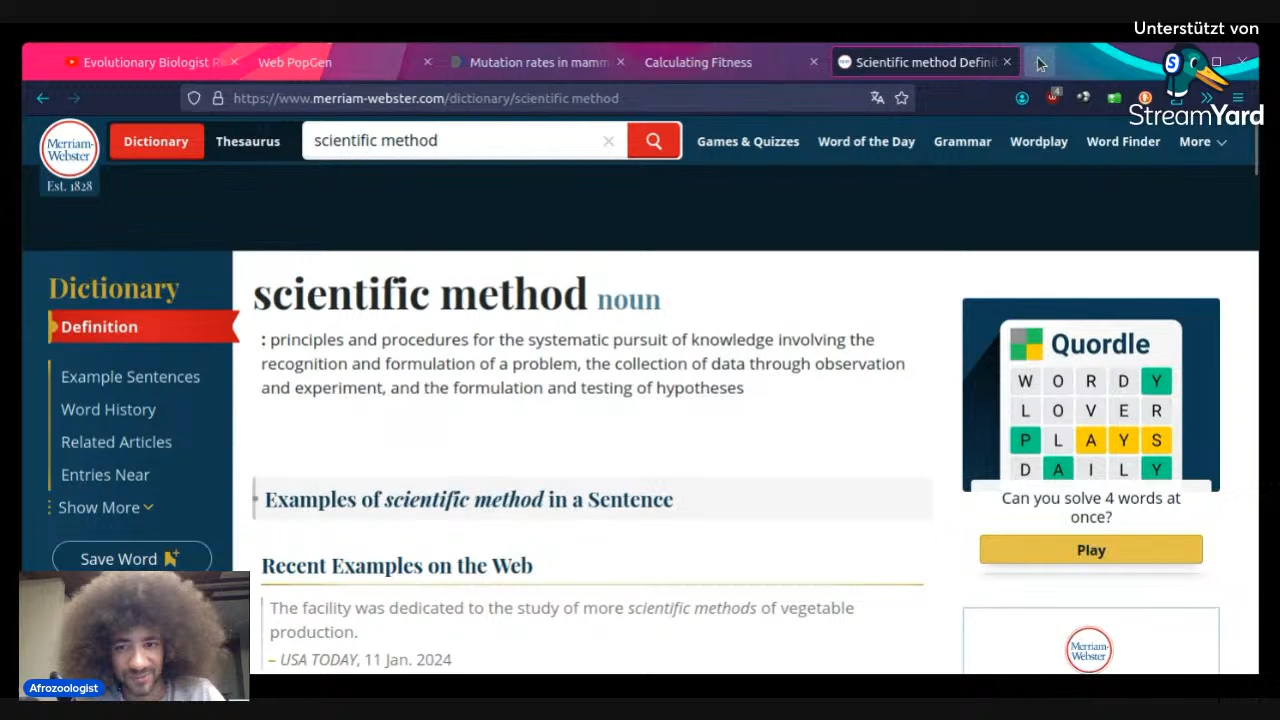 Unterstützt von
StreamYard
Evolutionary Biologist R
Web PopGen
Mutation rates in mamm
Calculating Fitness
Scientific method Defini
https://www.merriam-webster.com/dictionary/scientific method
4
Merriam-
Webster
Est. 1828
Dictionary
Thesaurus
scientific method
Games & Quizzes
Word of the Day
Grammar
Wordplay
Word Finder
More
Dictionary
Definition
Example Sentences
Word History
Related Articles
Entries Near
Show More
Save Word
scientific method noun
: principles and procedures for the systematic pursuit of knowledge involving the
recognition and formulation of a problem, the collection of data through observation
and experiment, and the formulation and testing of hypotheses
Examples of scientific method in a Sentence
Recent Examples on the Web
The facility was dedicated to the study of more scientific methods of vegetable
production.
– USA TODAY, 11 Jan. 2024
Quordle
W O R D Y
L O V E R
P L A Y S
D A I L Y
Can you solve 4 words at
once?
Play
Merriam-
Webster
Afrozoologist